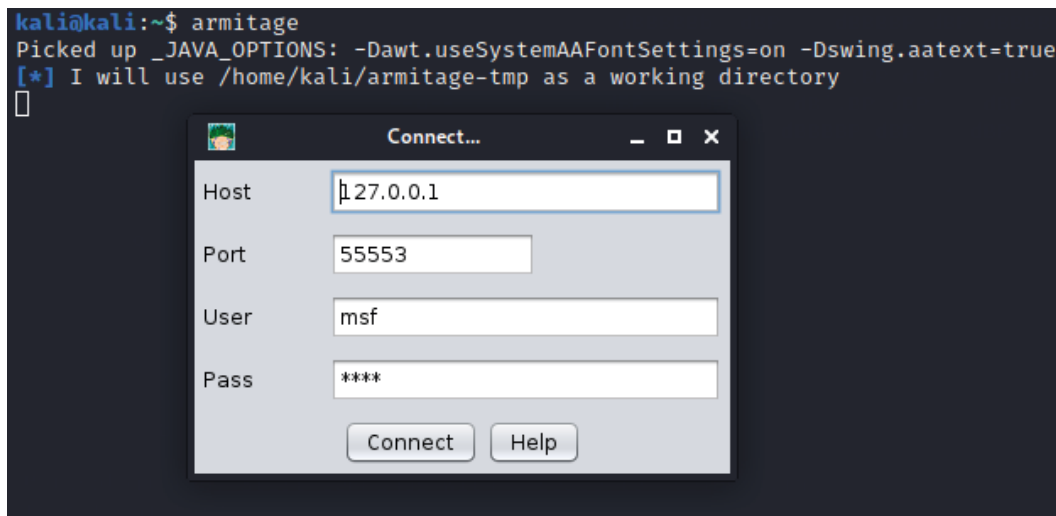 kali@kali:~$ armitage
Picked up _JAVA_OPTIONS: -Dawt.useSystemAAFontSettings=on -Dswing.aatext=true
[*] I will use /home/kali/armitage-tmp as a working directory
Connect...
Host 127.0.0.1
Port 55553
User msf
Pass ****
Connect Help